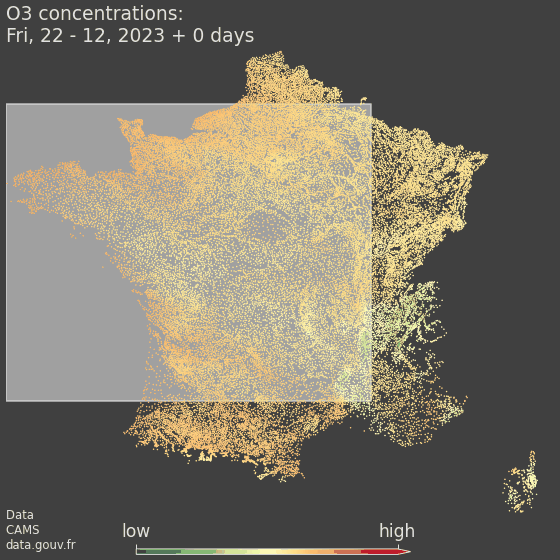 O3 concentrations:
Fri, 22 - 12, 2023 + 0 days
Data
CAMS
data.gouv.fr
low
high